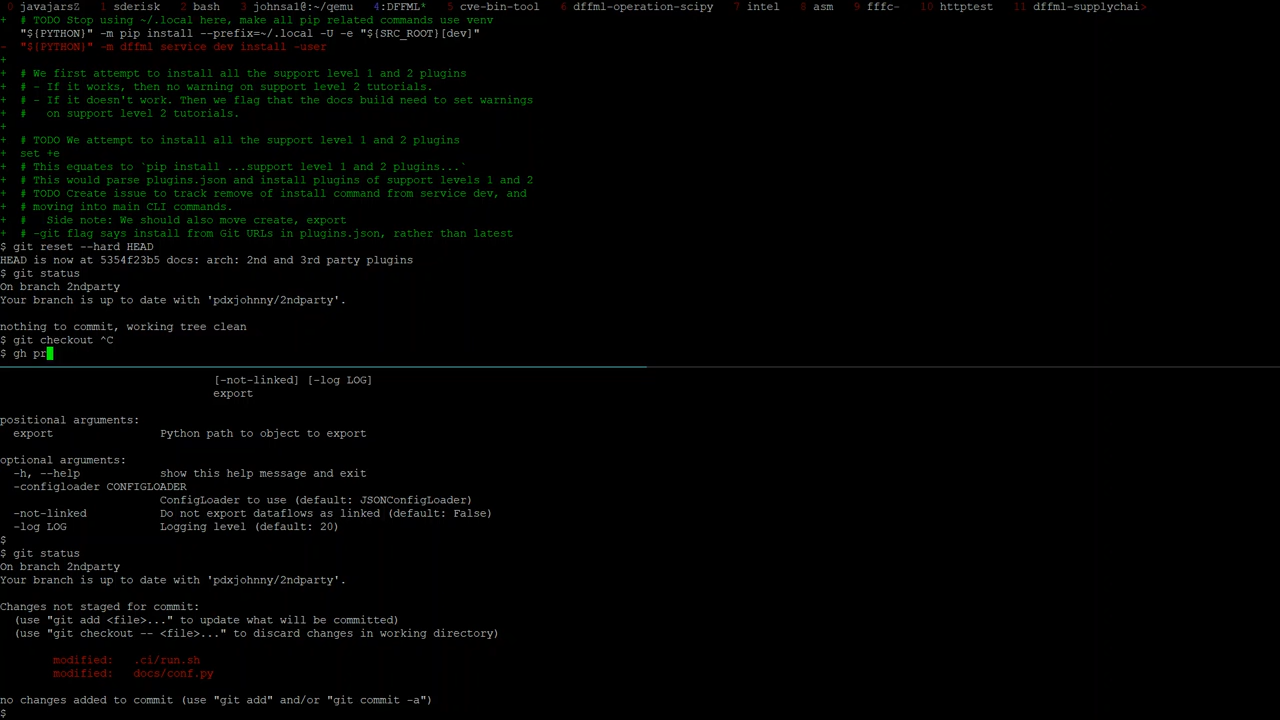 0 javajarsZ  1 sderisk  2 bash  3 johnsal@:~/qemu  4:DFFML*  5 cve-bin-tool  6 dffml-operation-scipy  7 intel  8 asm  9 fffc-  10 httptest  11 dffml-supplychai>
+  # TODO Stop using ~/.local here, make all pip related commands use venv
   "${PYTHON}" -m pip install --prefix=~/.local -U -e "${SRC_ROOT}[dev]"
-  "${PYTHON}" -m dffml service dev install -user
+
+  # We first attempt to install all the support level 1 and 2 plugins
+  # - If it works, then no warning on support level 2 tutorials.
+  # - If it doesn't work. Then we flag that the docs build need to set warnings
+  #   on support level 2 tutorials.
+
+  # TODO We attempt to install all the support level 1 and 2 plugins
+  set +e
+  # This equates to `pip install ...support level 1 and 2 plugins...`
+  # This would parse plugins.json and install plugins of support levels 1 and 2
+  # TODO Create issue to track remove of install command from service dev, and
+  # moving into main CLI commands.
+  #   Side note: We should also move create, export
+  # -git flag says install from Git URLs in plugins.json, rather than latest
$ git reset --hard HEAD
HEAD is now at 5354f23b5 docs: arch: 2nd and 3rd party plugins
$ git status
On branch 2ndparty
Your branch is up to date with 'pdxjohnny/2ndparty'.
nothing to commit, working tree clean
$ git checkout ^C
$ gh pr
[-not-linked] [-log LOG]
export
positional arguments:
  export                Python path to object to export
optional arguments:
  -h, --help            show this help message and exit
  -configloader CONFIGLOADER
                        ConfigLoader to use (default: JSONConfigLoader)
  -not-linked           Do not export dataflows as linked (default: False)
  -log LOG              Logging level (default: 20)
$
$ git status
On branch 2ndparty
Your branch is up to date with 'pdxjohnny/2ndparty'.
Changes not staged for commit:
  (use "git add <file>..." to update what will be committed)
  (use "git checkout -- <file>..." to discard changes in working directory)
        modified:   .ci/run.sh
        modified:   docs/conf.py
no changes added to commit (use "git add" and/or "git commit -a")
$